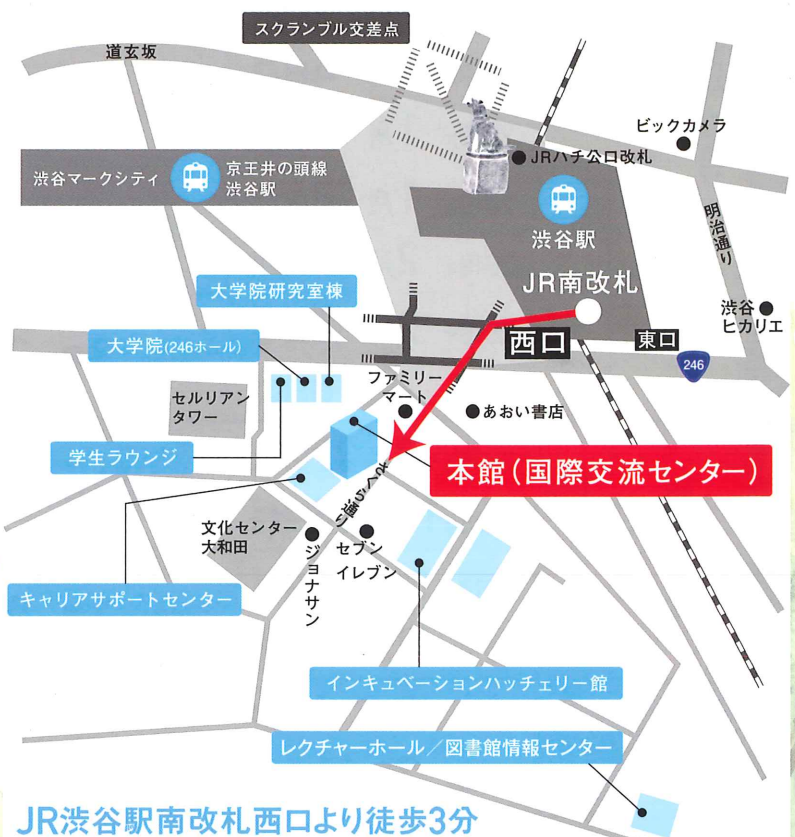 スクランブル交差点
道玄坂
ビックカメラ
JRハチ公口改札
渋谷マークシティ
京王井の頭線
渋谷駅
渋谷駅
明治通り
JR南改札
大学院研究室棟
渋谷
ヒカリエ
西口
東口
246
大学院(246ホール)
ファミリー
マート
セルリアン
タワー
あおい書店
学生ラウンジ
本館(国際交流センター)
さくら通り
文化センター
大和田
ジョナサン
セブン
イレブン
キャリアサポートセンター
インキュベーションハッチェリー館
レクチャーホール/図書館情報センター
JR渋谷駅南改札西口より徒歩3分